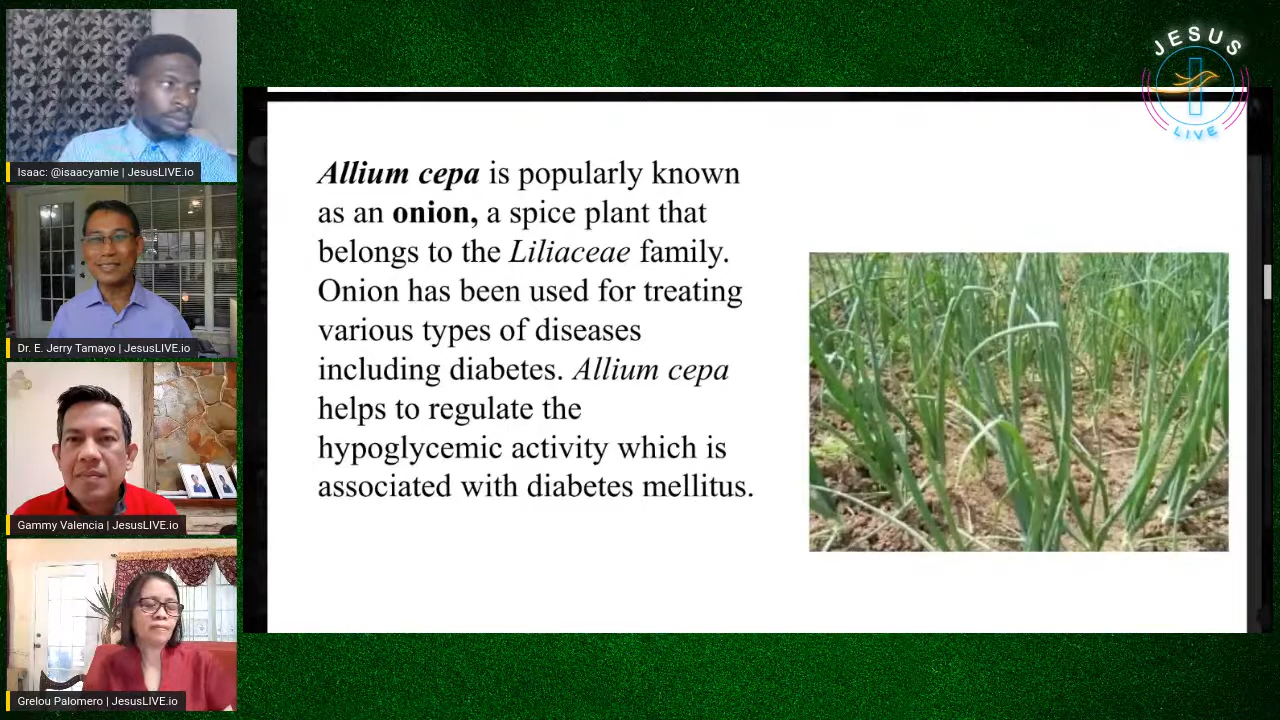 JESUS
LIVE
Isaac: @isaacyamie | JesusLIVE.io
Dr. E. Jerry Tamayo | JesusLIVE.io
Gammy Valencia | JesusLIVE.io
Grelou Palomero | JesusLIVE.io
Allium cepa is popularly known
as an onion, a spice plant that
belongs to the Liliaceae family.
Onion has been used for treating
various types of diseases
including diabetes. Allium cepa
helps to regulate the
hypoglycemic activity which is
associated with diabetes mellitus.